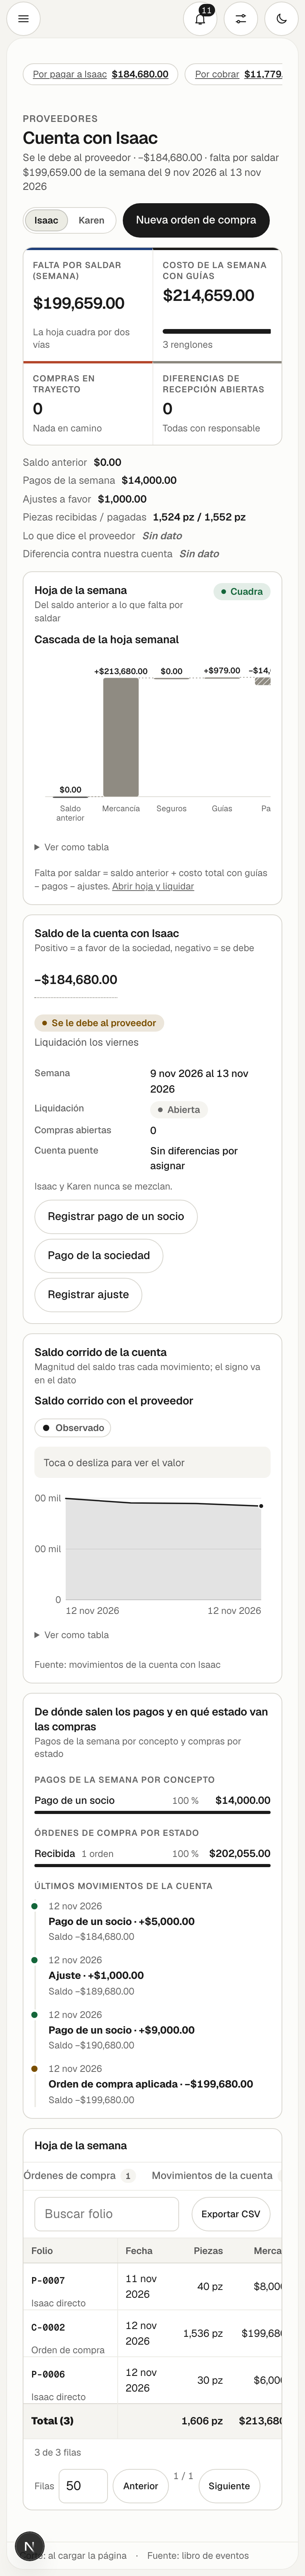 11
Por pagar a Isaac $184,680.00 Por cobrar $11,779
PROVEEDORES
Cuenta con Isaac
Se le debe al proveedor · −$184,680.00 · falta por saldar
$199,659.00 de la semana del 9 nov 2026 al 13 nov
2026
Isaac Karen Nueva orden de compra
FALTA POR SALDAR
(SEMANA)
$199,659.00
La hoja cuadra por dos
vías
COSTO DE LA SEMANA
CON GUÍAS
$214,659.00
3 renglones
COMPRAS EN
TRAYECTO
0
Nada en camino
DIFERENCIAS DE
RECEPCIÓN ABIERTAS
0
Todas con responsable
Saldo anterior $0.00
Pagos de la semana $14,000.00
Ajustes a favor $1,000.00
Piezas recibidas / pagadas 1,524 pz / 1,552 pz
Lo que dice el proveedor Sin dato
Diferencia contra nuestra cuenta Sin dato
Hoja de la semana
Cuadra
Del saldo anterior a lo que falta por
saldar
Cascada de la hoja semanal
+$213,680.00 $0.00 +$979.00 −$14,
$0.00
Saldo
anterior
Mercancía Seguros Guías Pa
▶ Ver como tabla
Falta por saldar = saldo anterior + costo total con guías
− pagos − ajustes. Abrir hoja y liquidar
Saldo de la cuenta con Isaac
Positivo = a favor de la sociedad, negativo = se debe
−$184,680.00
Se le debe al proveedor
Liquidación los viernes
Semana 9 nov 2026 al 13 nov
2026
Liquidación Abierta
Compras abiertas 0
Cuenta puente Sin diferencias por
asignar
Isaac y Karen nunca se mezclan.
Registrar pago de un socio
Pago de la sociedad
Registrar ajuste
Saldo corrido de la cuenta
Magnitud del saldo tras cada movimiento; el signo va
en el dato
Saldo corrido con el proveedor
Observado
Toca o desliza para ver el valor
00 mil
00 mil
0
12 nov 2026 12 nov 2026
▶ Ver como tabla
Fuente: movimientos de la cuenta con Isaac
De dónde salen los pagos y en qué estado van
las compras
Pagos de la semana por concepto y compras por
estado
PAGOS DE LA SEMANA POR CONCEPTO
Pago de un socio 100 % $14,000.00
ÓRDENES DE COMPRA POR ESTADO
Recibida 1 orden 100 % $202,055.00
ÚLTIMOS MOVIMIENTOS DE LA CUENTA
12 nov 2026
Pago de un socio · +$5,000.00
Saldo −$184,680.00
12 nov 2026
Ajuste · +$1,000.00
Saldo −$189,680.00
12 nov 2026
Pago de un socio · +$9,000.00
Saldo −$190,680.00
12 nov 2026
Orden de compra aplicada · −$199,680.00
Saldo −$199,680.00
Hoja de la semana
Órdenes de compra 1 Movimientos de la cuenta
Buscar folio Exportar CSV
Folio Fecha Piezas Merca
P-0007
Isaac directo
11 nov
2026
40 pz $8,00
C-0002
Orden de compra
12 nov
2026
1,536 pz $199,68
P-0006
Isaac directo
12 nov
2026
30 pz $6,00
Total (3) 1,606 pz $213,68
3 de 3 filas
Filas 50 Anterior 1 / 1 Siguiente
N
al cargar la página · Fuente: libro de eventos